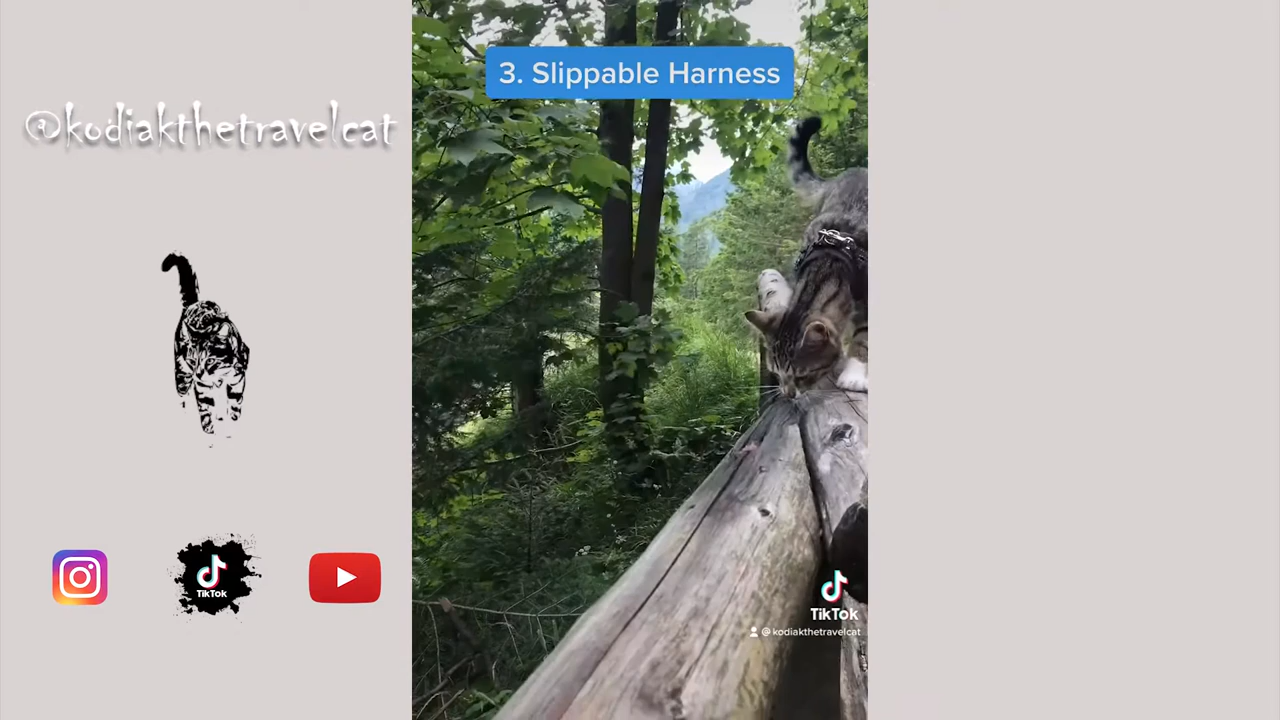 3. Slippable Harness
@kodiakthetravelcat
TikTok
TikTok
@kodiakthetravelcat